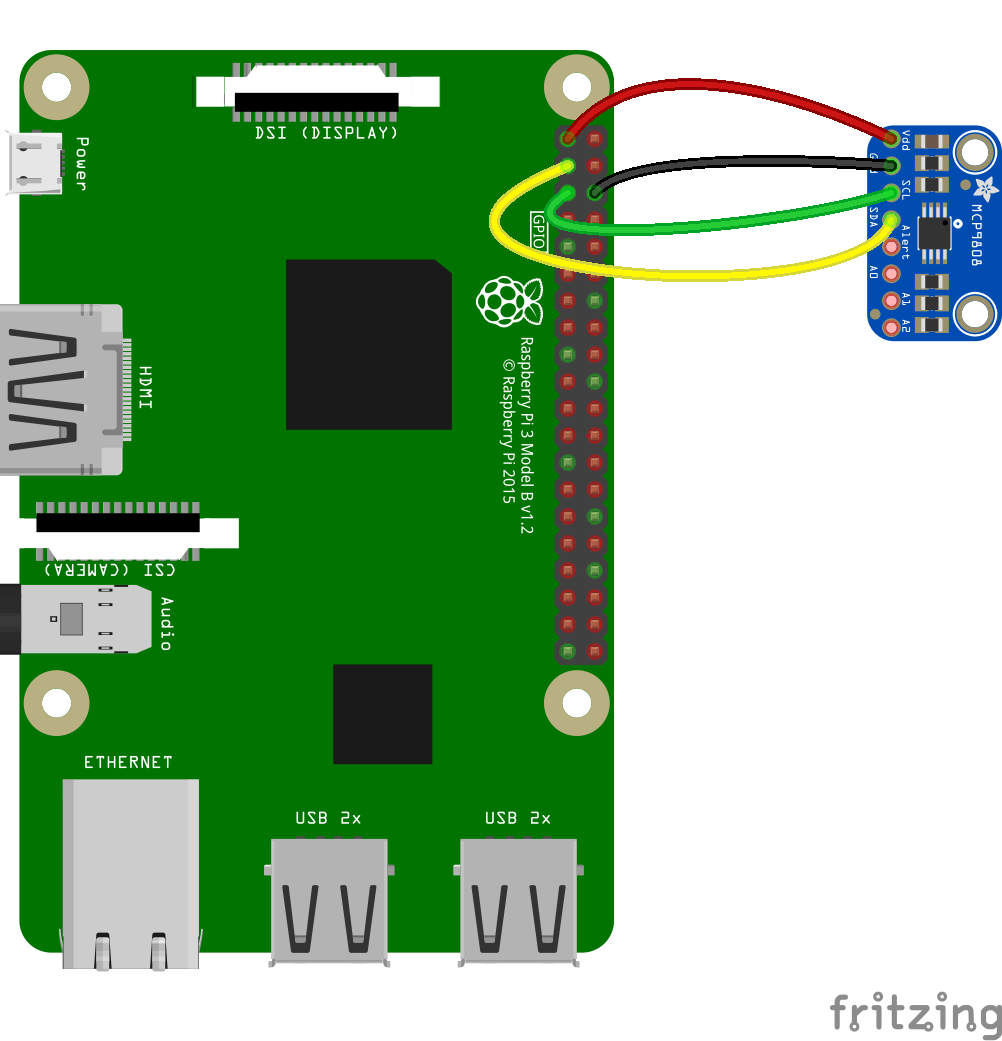 DSI (DISPLAY)
Power
HDMI
CSI (CAMERA)
Audio
ETHERNET
USB 2x
USB 2x
GPIO
Raspberry Pi 3 Model B v1.2
© Raspberry Pi 2015
Vdd
SCL
SDA
Alert
A0
A1
A2
MCP9808
fritzing